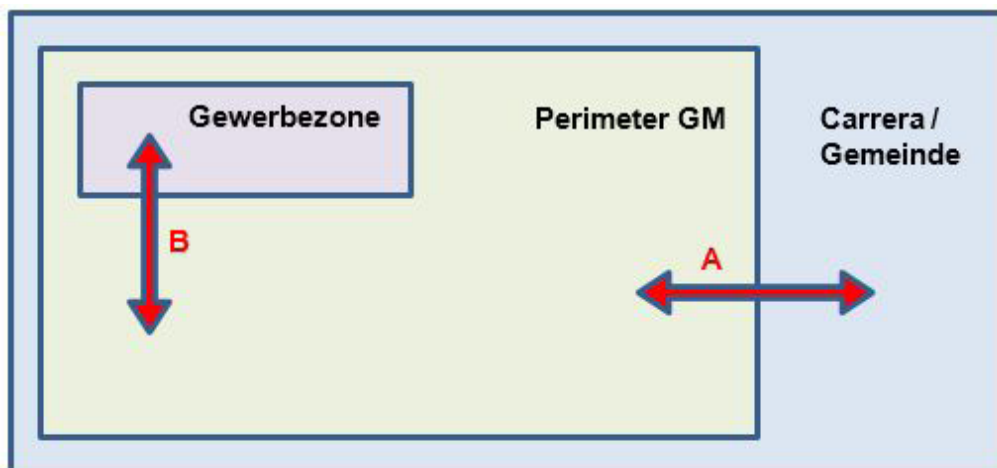 Gewerbezone
Perimeter GM
Carrera /
Gemeinde
B
A